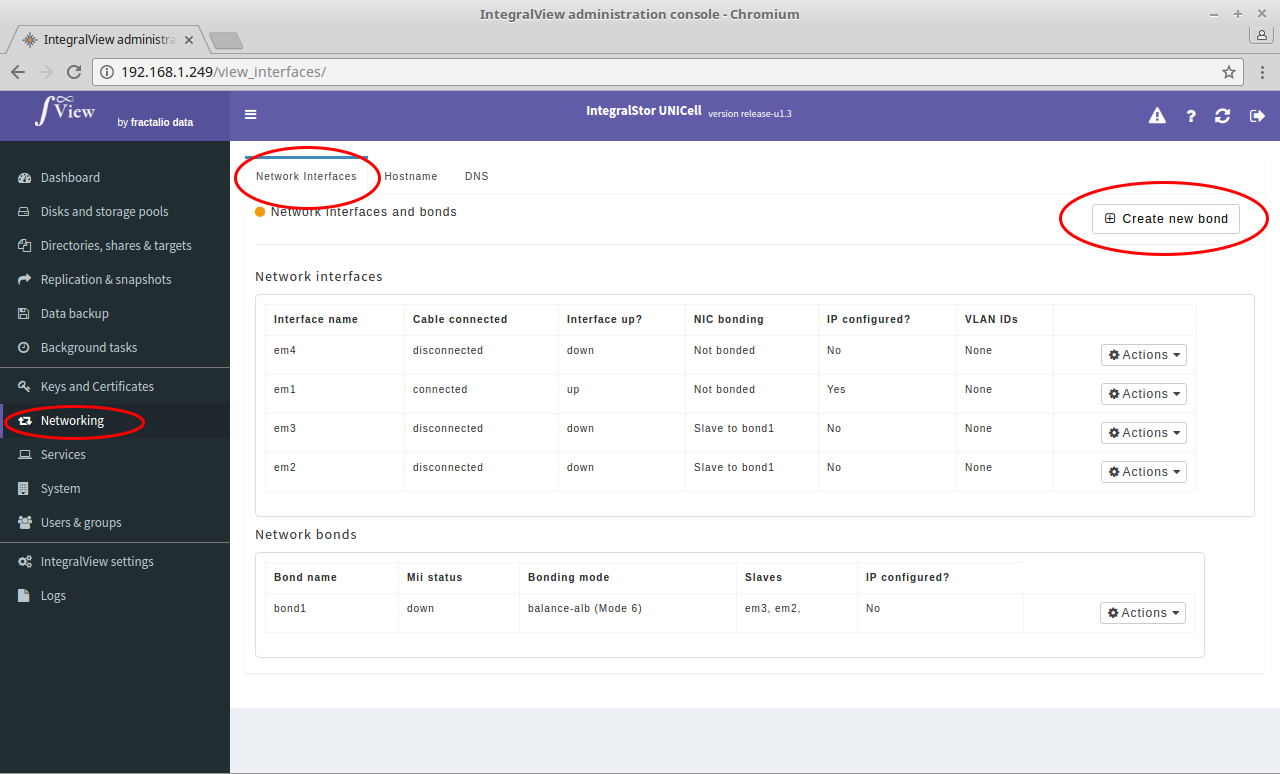 IntegralView administration console - Chromium
IntegralView administra
192.168.1.249/view_interfaces/
∞
∫View by fractalio data
IntegralStor UNICell version release-u1.3
Dashboard
Disks and storage pools
Directories, shares & targets
Replication & snapshots
Data backup
Background tasks
Keys and Certificates
Networking
Services
System
Users & groups
IntegralView settings
Logs
Network Interfaces Hostname DNS
Network interfaces and bonds
Create new bond
Network interfaces
Interface name Cable connected Interface up? NIC bonding IP configured? VLAN IDs
em4 disconnected down Not bonded No None Actions
em1 connected up Not bonded Yes None Actions
em3 disconnected down Slave to bond1 No None Actions
em2 disconnected down Slave to bond1 No None Actions
Network bonds
Bond name Mii status Bonding mode Slaves IP configured?
bond1 down balance-alb (Mode 6) em3, em2, No Actions